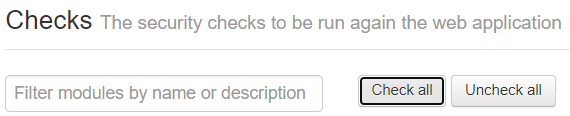 Checks The security checks to be run again the web application
Filter modules by name or description Check all Uncheck all